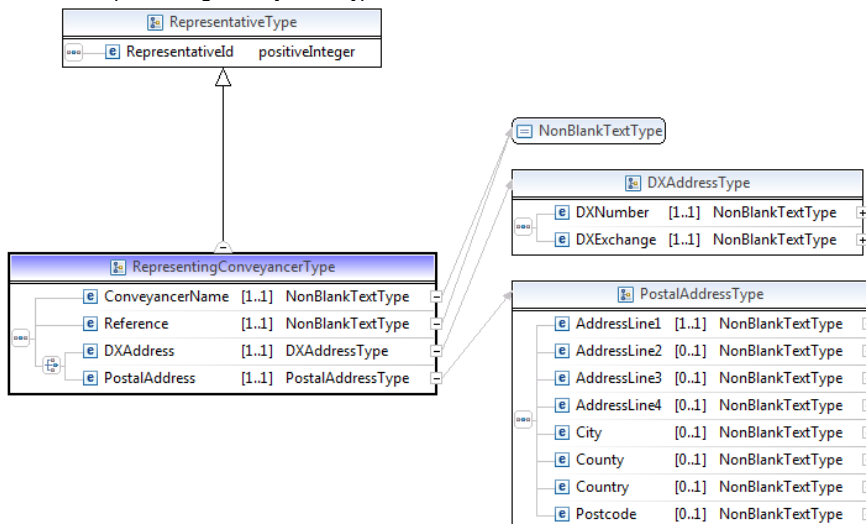 RepresentativeType
RepresentativeId positiveInteger
NonBlankTextType
DXAddressType
DXNumber [1..1] NonBlankTextType
DXExchange [1..1] NonBlankTextType
RepresentingConveyancerType
ConveyancerName [1..1] NonBlankTextType
Reference [1..1] NonBlankTextType
DXAddress [1..1] DXAddressType
PostalAddress [1..1] PostalAddressType
PostalAddressType
AddressLine1 [1..1] NonBlankTextType
AddressLine2 [0..1] NonBlankTextType
AddressLine3 [0..1] NonBlankTextType
AddressLine4 [0..1] NonBlankTextType
City [0..1] NonBlankTextType
County [0..1] NonBlankTextType
Country [0..1] NonBlankTextType
Postcode [0..1] NonBlankTextType